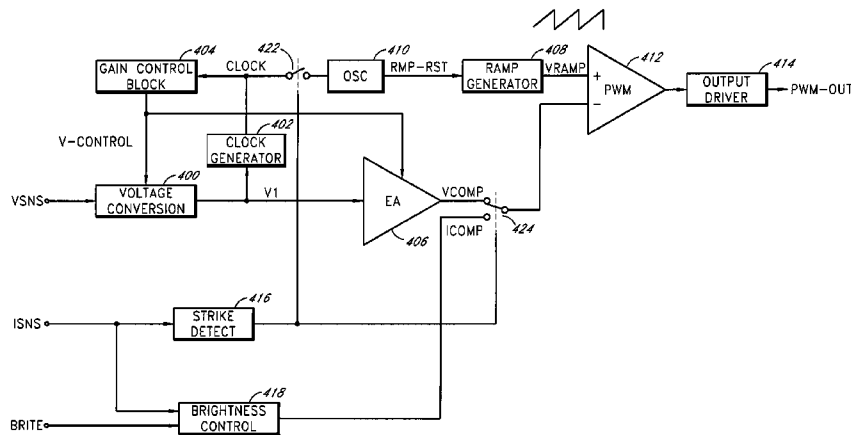 404
GAIN CONTROL
BLOCK
CLOCK
422
410
OSC
RMP-RST
408
RAMP
GENERATOR
VRAMP
412
+
PWM
−
414
OUTPUT
DRIVER
PWM-OUT
V-CONTROL
402
CLOCK
GENERATOR
VSNS
400
VOLTAGE
CONVERSION
V1
EA
406
VCOMP
ICOMP
424
ISNS
416
STRIKE
DETECT
418
BRIGHTNESS
CONTROL
BRITE